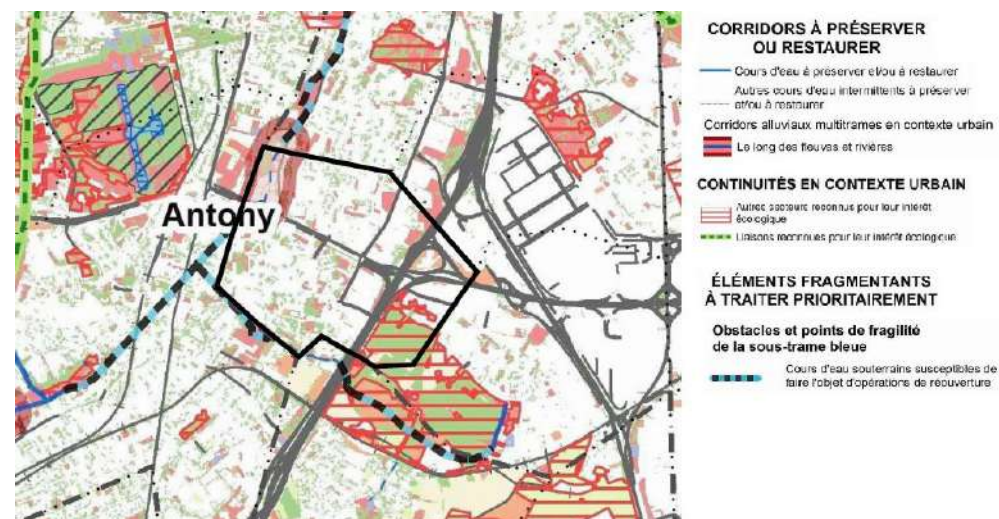 Antony
CORRIDORS À PRÉSERVER
OU RESTAURER
Cours d'eau à préserver et/ou à restaurer
Autres cours d'eau intermittents à préserver
et/ou à restaurer
Corridors alluviaux multitrames en contexte urbain
Le long des fleuves et rivières
CONTINUITÉS EN CONTEXTE URBAIN
Autres secteurs reconnus pour leur intérêt
écologique
Liaisons reconnues pour leur intérêt écologique
ÉLÉMENTS FRAGMENTANTS
À TRAITER PRIORITAIREMENT
Obstacles et points de fragilité
de la sous-trame bleue
Cours d'eau souterrains susceptibles de
faire l'objet d'opérations de réouverture